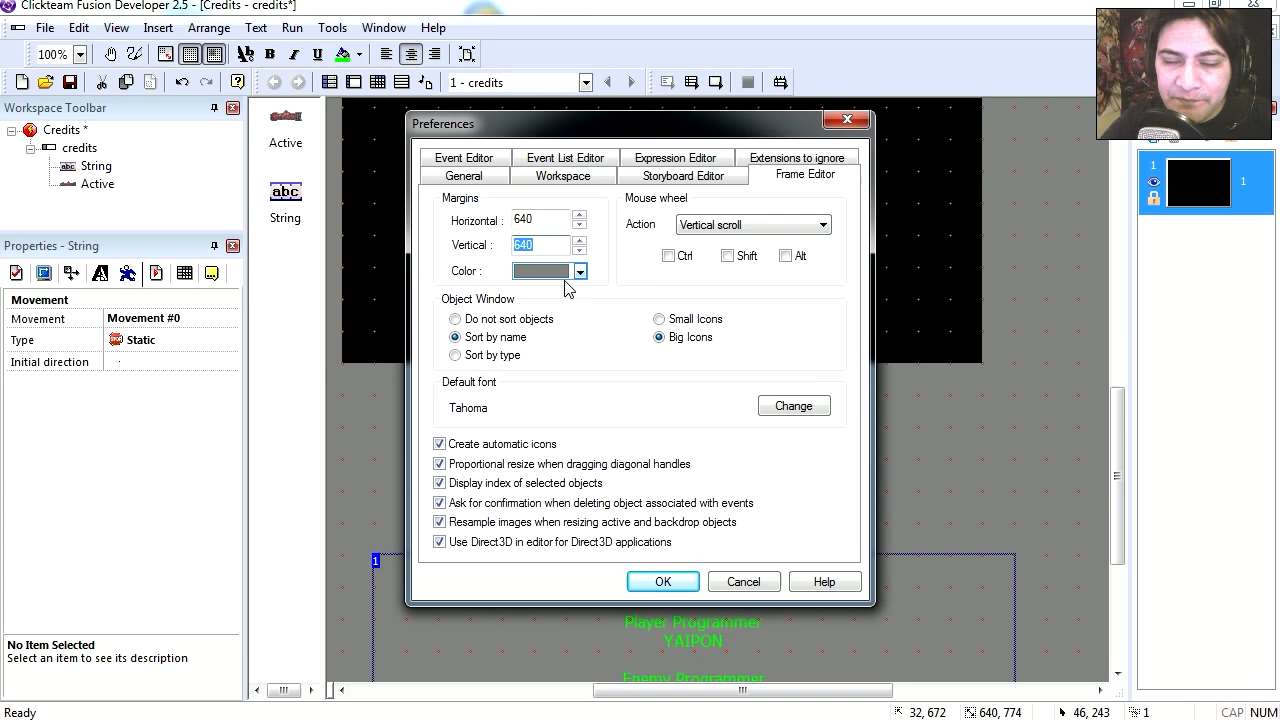 Clickteam Fusion Developer 2.5 - [Credits - credits*]
File Edit View Insert Arrange Text Run Tools Window Help
100%
B I U
1 - credits
Workspace Toolbar
Credits *
credits
String
Active
Properties - String
Movement
Movement Movement #0
Type Static
Initial direction
No Item Selected
Select an item to see its description
Active
abc
String
Preferences
Event Editor Event List Editor Expression Editor Extensions to ignore
General Workspace Storyboard Editor Frame Editor
Margins
Horizontal : 640
Vertical : 640
Color :
Mouse wheel
Action Vertical scroll
Ctrl Shift Alt
Object Window
Do not sort objects
Sort by name
Sort by type
Small Icons
Big Icons
Default font
Tahoma
Change
Create automatic icons
Proportional resize when dragging diagonal handles
Display index of selected objects
Ask for confirmation when deleting object associated with events
Resample images when resizing active and backdrop objects
Use Direct3D in editor for Direct3D applications
OK Cancel Help
1
Player Programmer
YAIPON
Enemy Programmer
1
1
Ready
32, 672 640, 774 46, 243 1 CAP NUM